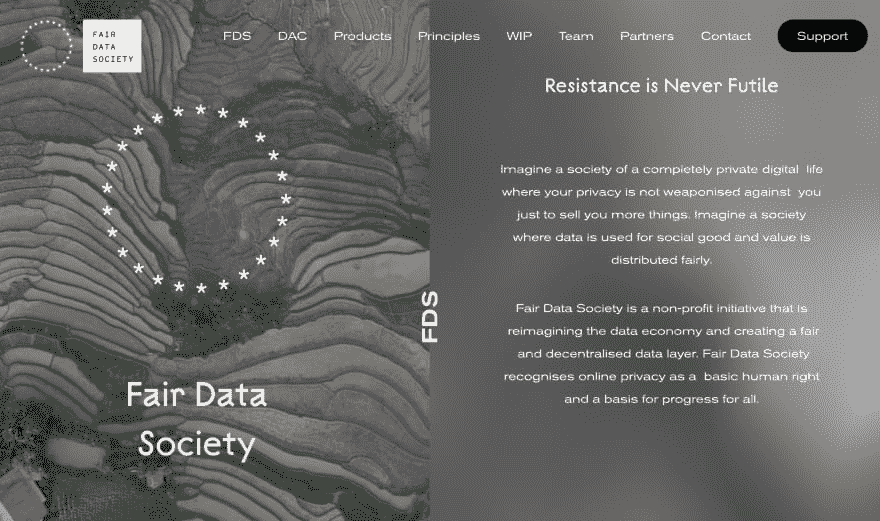 FAIR
DATA
SOCIETY
FDS DAC Products Principles WIP Team Partners Contact Support
Fair Data
Society
FDS
Resistance is Never Futile
Imagine a society of a completely private digital life
where your privacy is not weaponised against you
just to sell you more things. Imagine a society
where data is used for social good and value is
distributed fairly.
Fair Data Society is a non-profit initiative that is
reimagining the data economy and creating a fair
and decentralised data layer. Fair Data Society
recognises online privacy as a basic human right
and a basis for progress for all.